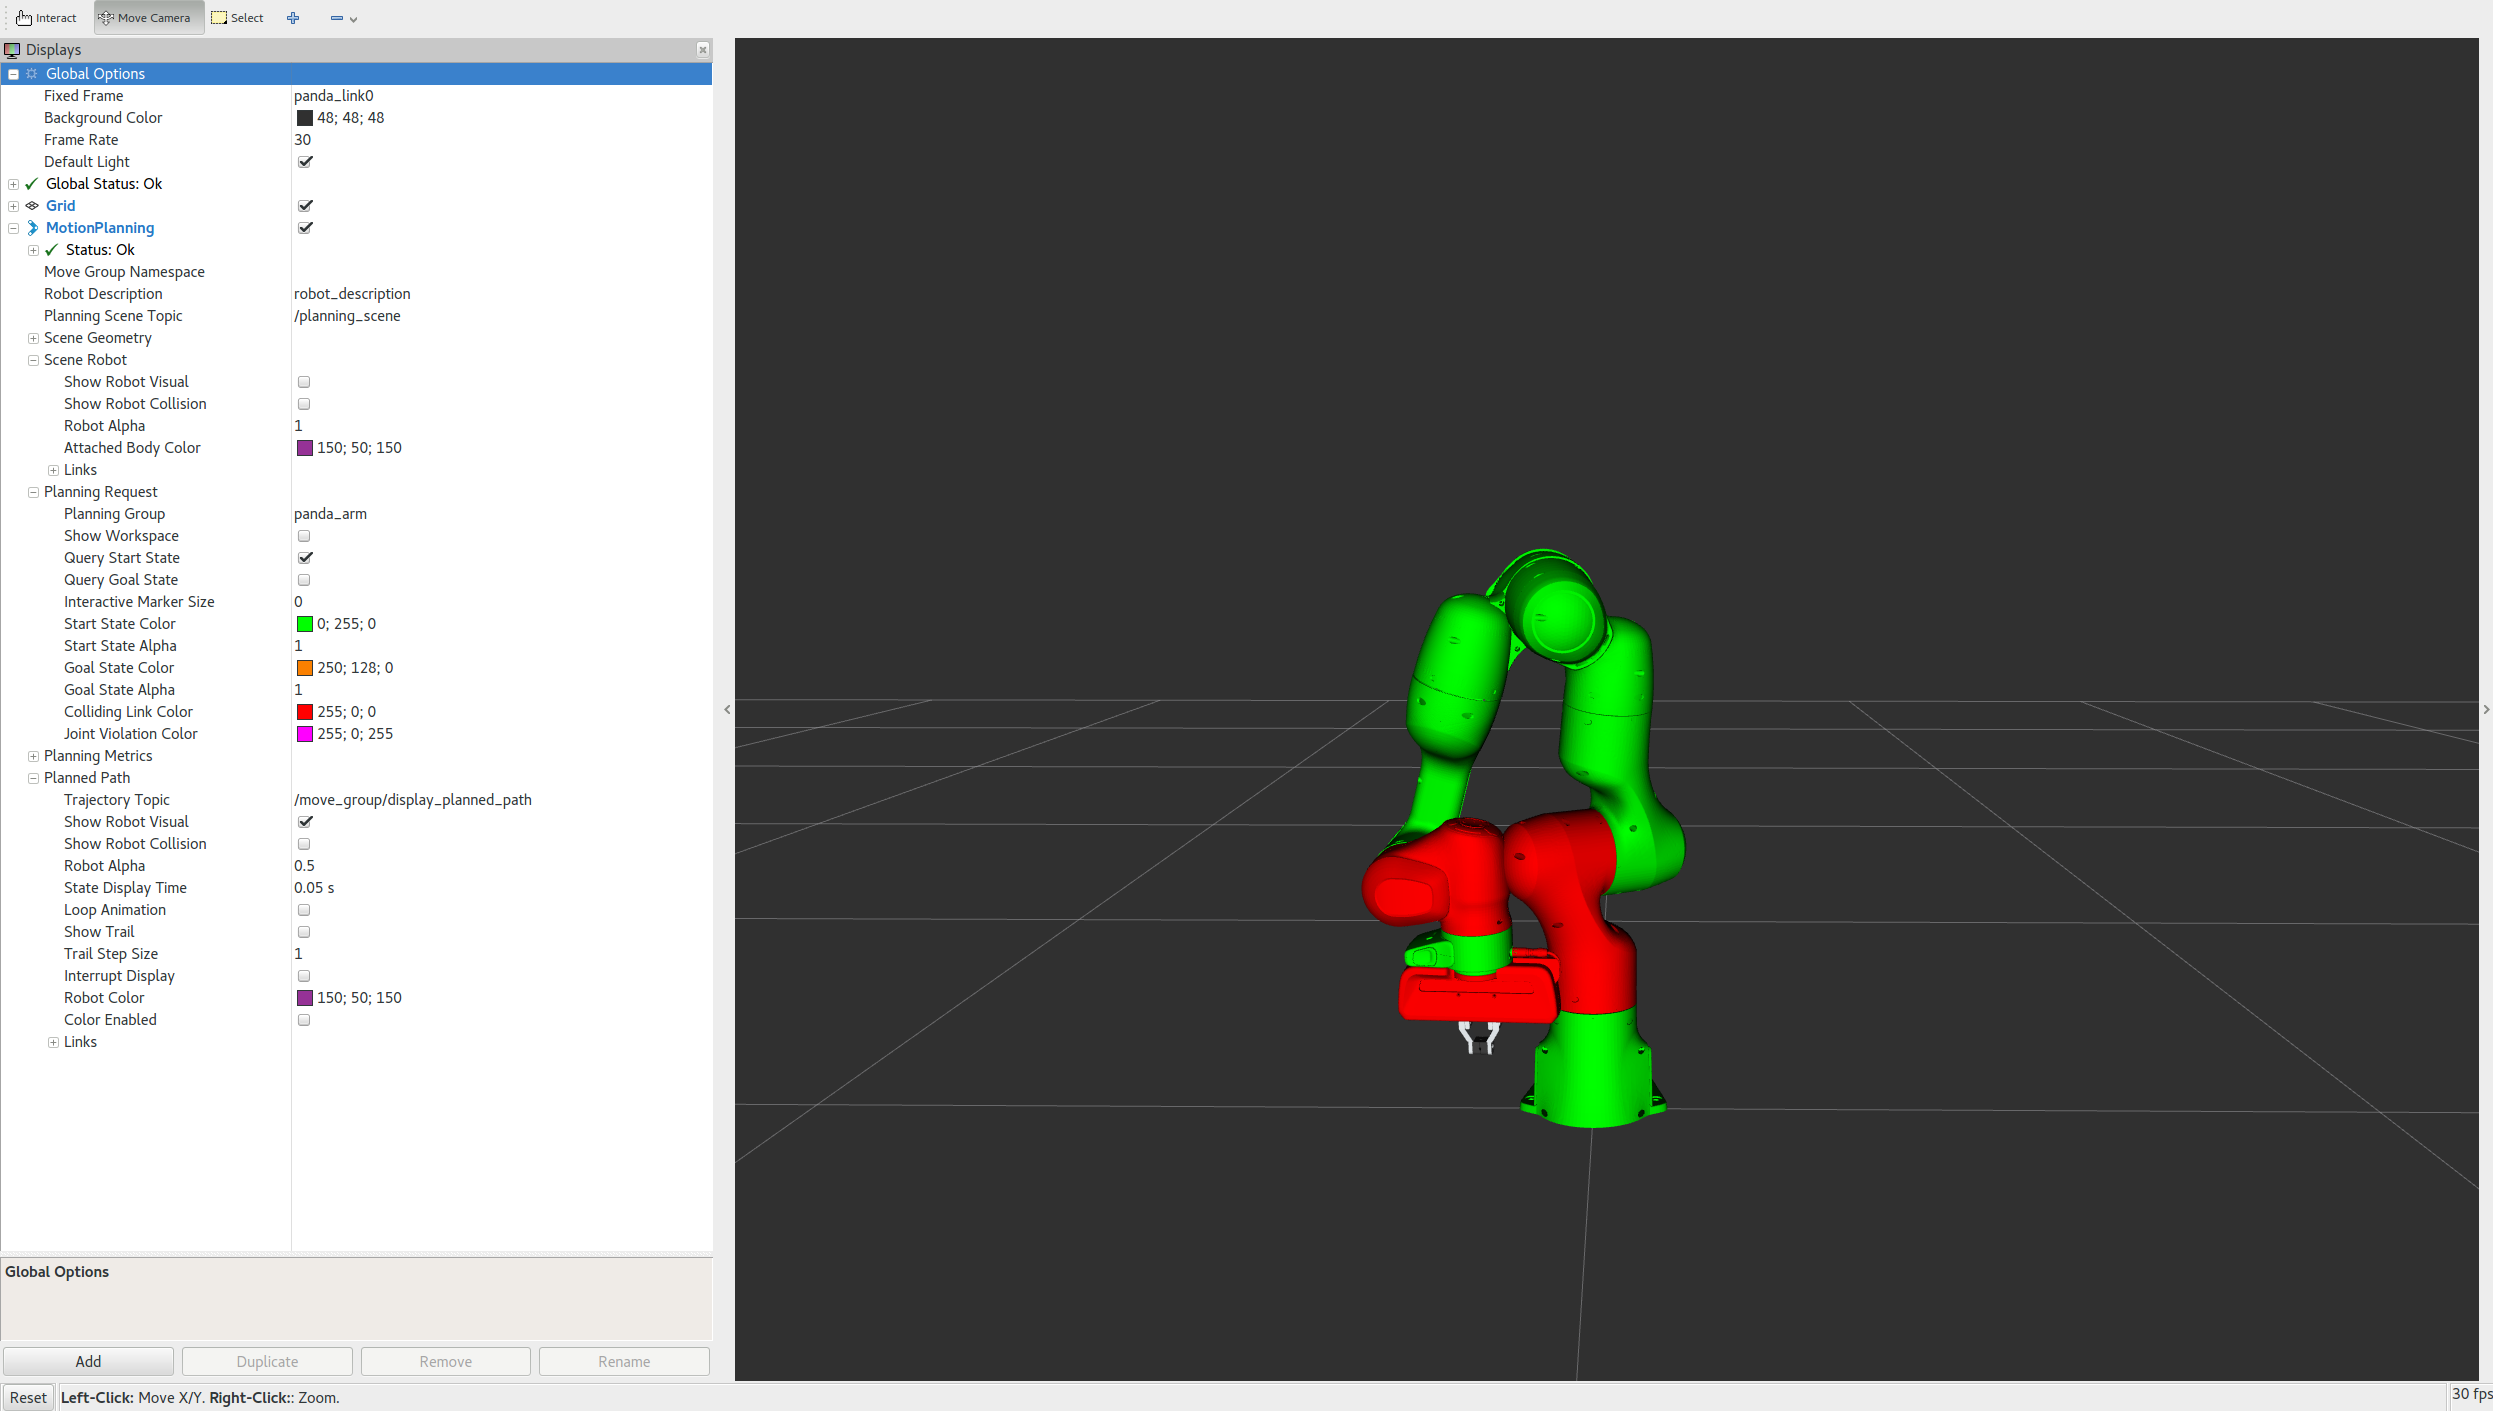 Interact Move Camera Select
Displays
Global Options
Fixed Frame panda_link0
Background Color 48; 48; 48
Frame Rate 30
Default Light
Global Status: Ok
Grid
MotionPlanning
Status: Ok
Move Group Namespace
Robot Description robot_description
Planning Scene Topic /planning_scene
Scene Geometry
Scene Robot
Show Robot Visual
Show Robot Collision
Robot Alpha 1
Attached Body Color 150; 50; 150
Links
Planning Request
Planning Group panda_arm
Show Workspace
Query Start State
Query Goal State
Interactive Marker Size 0
Start State Color 0; 255; 0
Start State Alpha 1
Goal State Color 250; 128; 0
Goal State Alpha 1
Colliding Link Color 255; 0; 0
Joint Violation Color 255; 0; 255
Planning Metrics
Planned Path
Trajectory Topic /move_group/display_planned_path
Show Robot Visual
Show Robot Collision
Robot Alpha 0.5
State Display Time 0.05 s
Loop Animation
Show Trail
Trail Step Size 1
Interrupt Display
Robot Color 150; 50; 150
Color Enabled
Links
Global Options
Add Duplicate Remove Rename
Reset Left-Click: Move X/Y. Right-Click:: Zoom. 30 fps